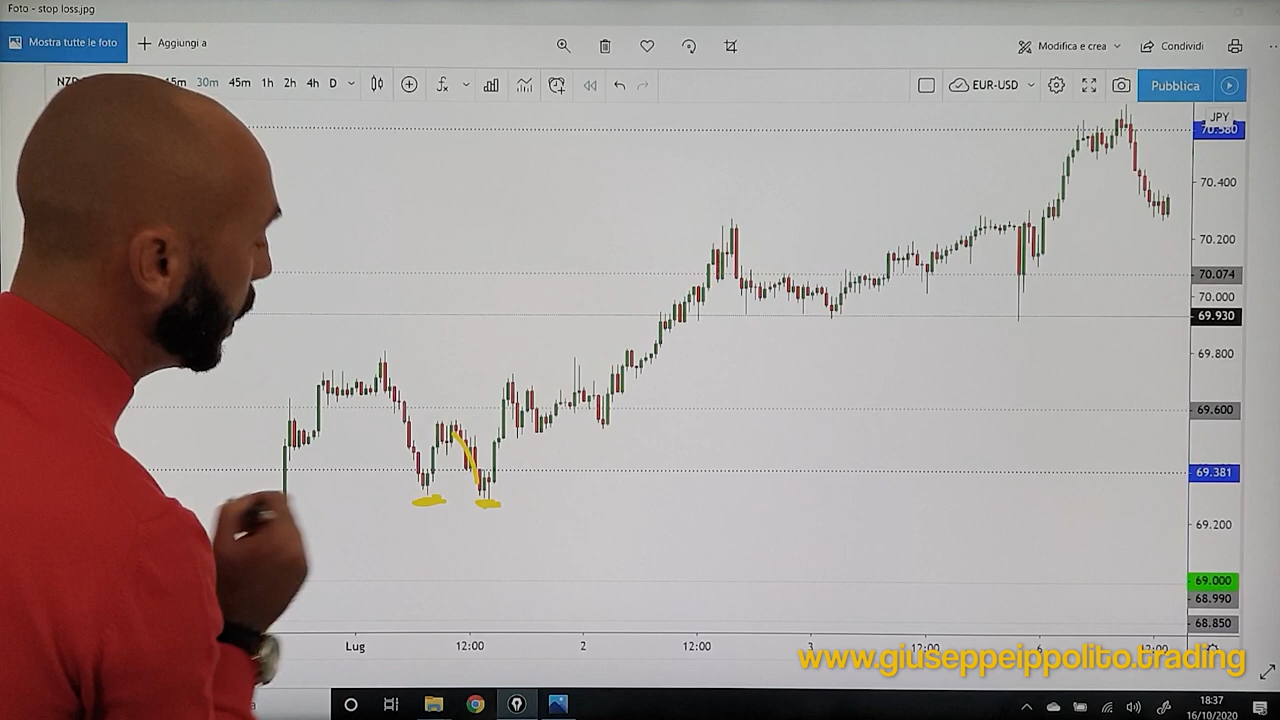 Foto - stop loss.jpg
Mostra tutte le foto
Aggiungi a
Modifica e crea
Condividi
30m 45m 1h 2h 4h D
EUR-USD
Pubblica
JPY
70.580
70.400
70.200
70.074
70.000
69.930
69.800
69.600
69.381
69.200
69.000
68.990
68.850
Lug 12:00 2 12:00 3 12:00 6 12:00
www.giuseppeippolito.trading
18:37
16/10/2020